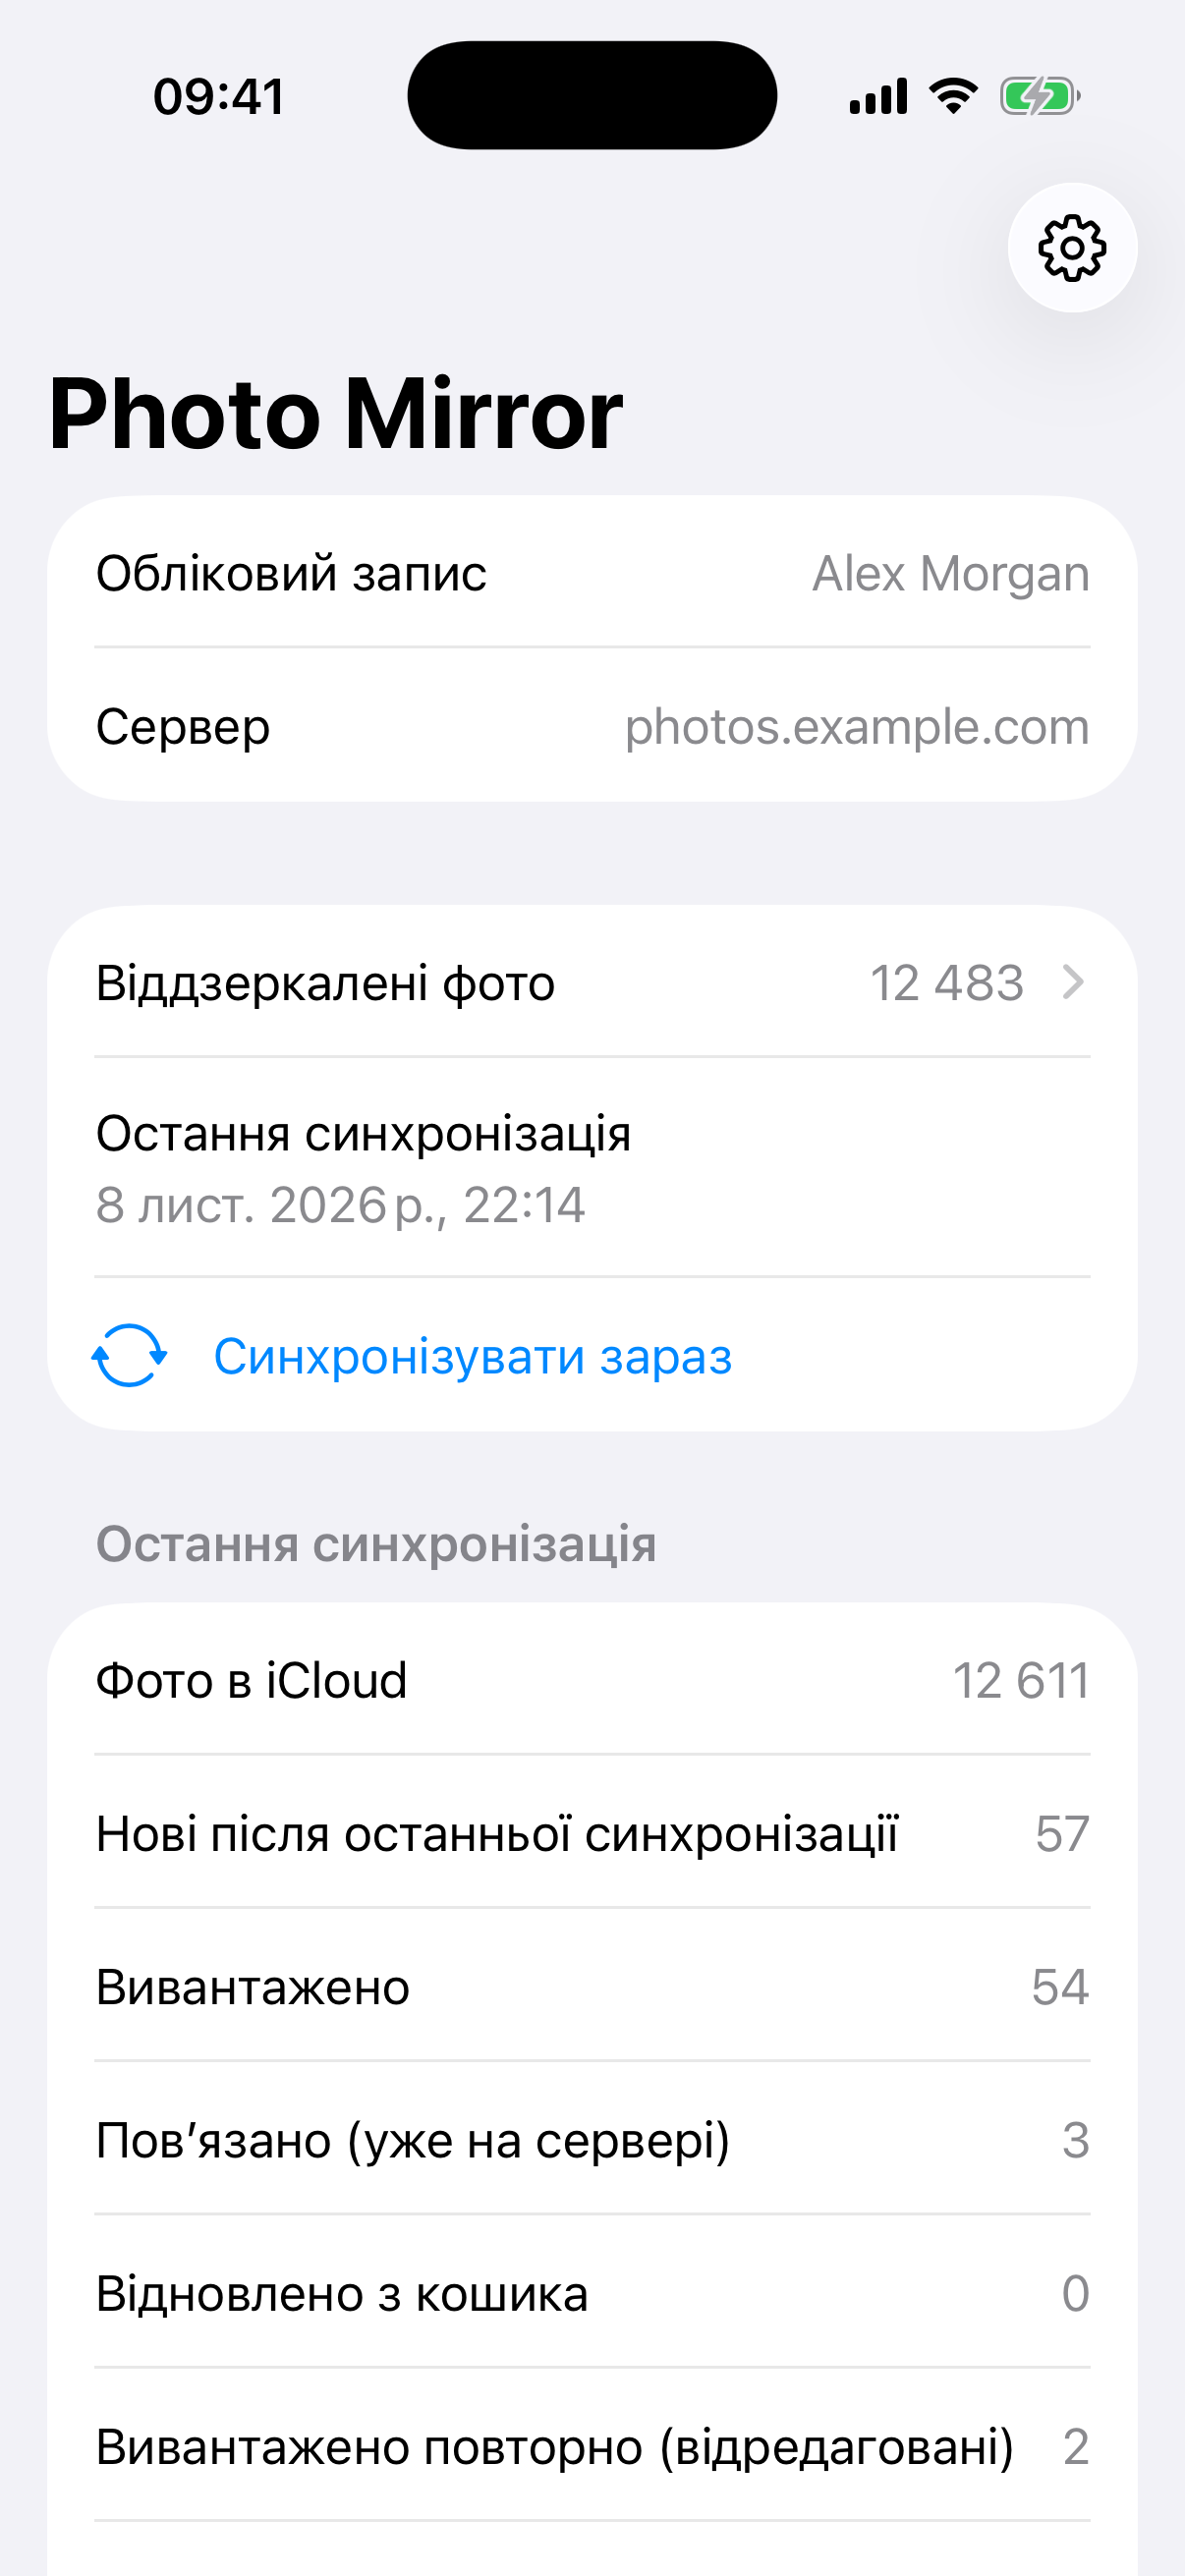 09:41
Photo Mirror
Обліковий запис Alex Morgan
Сервер photos.example.com
Віддзеркалені фото 12 483
Остання синхронізація
8 лист. 2026 р., 22:14
Синхронізувати зараз
Остання синхронізація
Фото в iCloud 12 611
Нові після останньої синхронізації 57
Вивантажено 54
Пов’язано (уже на сервері) 3
Відновлено з кошика 0
Вивантажено повторно (відредаговані) 2